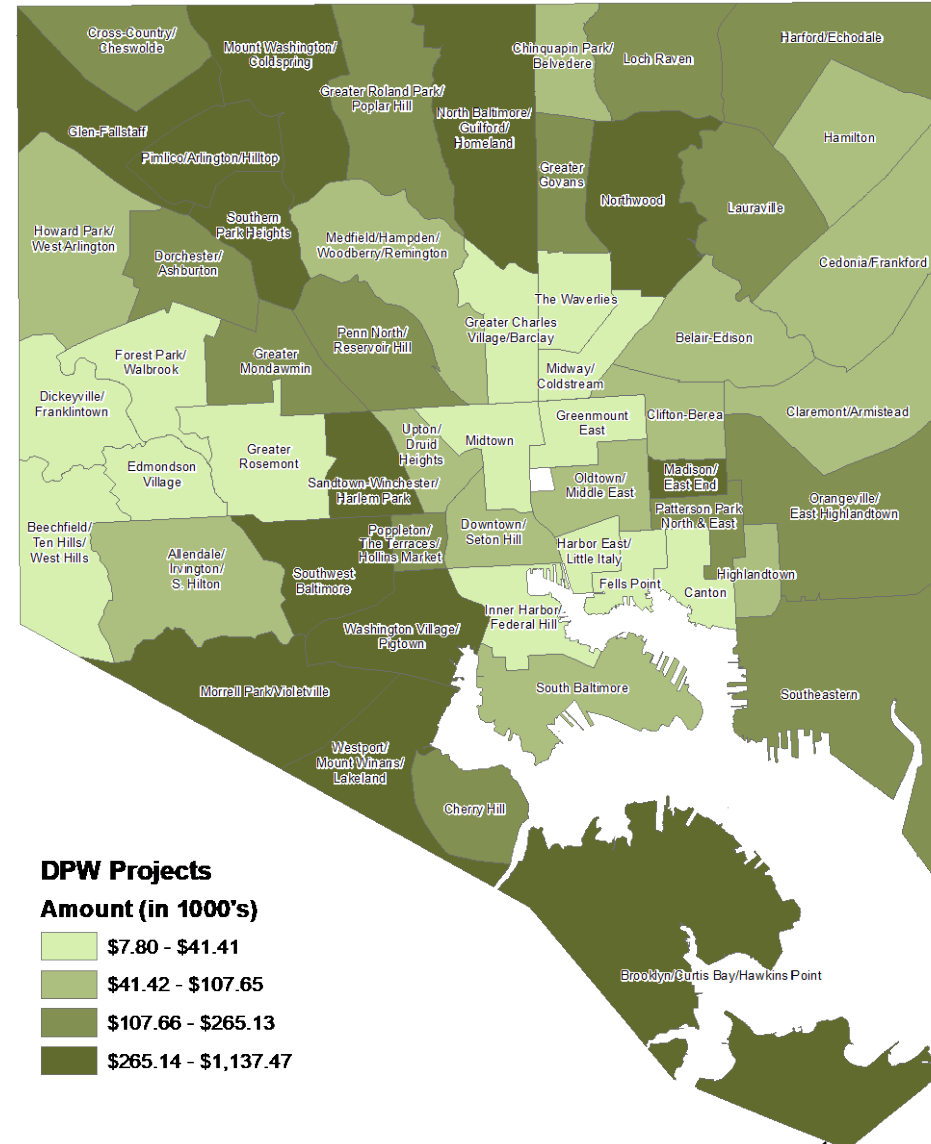 Cross-Country/
Cheswolde
Mount Washington/
Coldspring
Greater Roland Park/
Poplar Hill
North Baltimore/
Guilford/
Homeland
Chinquapin Park/
Belvedere
Loch Raven
Harford/Echodale
Glen-Fallstaff
Pimlico/Arlington/Hilltop
Hamilton
Greater
Govans
Northwood
Lauraville
Southern
Park Heights
Howard Park/
West Arlington
Dorchester/
Ashburton
Medfield/Hampden/
Woodberry/Remington
Cedonia/Frankford
The Waverlies
Greater Charles
Village/Barclay
Penn North/
Reservoir Hill
Belair-Edison
Forest Park/
Walbrook
Greater
Mondawmin
Midway/
Coldstream
Dickeyville/
Franklintown
Claremont/Armistead
Greenmount
East
Clifton-Berea
Upton/
Druid
Heights
Midtown
Greater
Rosemont
Edmondson
Village
Sandtown-Winchester/
Harlem Park
Oldtown/
Middle East
Madison/
East End
Orangeville/
East Highlandtown
Patterson Park
North & East
Beechfield/
Ten Hills/
West Hills
Allendale/
Irvington/
S. Hilton
Southwest
Baltimore
Poppleton/
The Terraces/
Hollins Market
Downtown/
Seton Hill
Harbor East/
Little Italy
Fells Point
Canton
Highlandtown
Inner Harbor/
Federal Hill
Washington Village/
Pigtown
South Baltimore
Morrell Park/Violetville
Southeastern
Westport/
Mount Winans/
Lakeland
Cherry Hill
Brooklyn/Curtis Bay/Hawkins Point
DPW Projects
Amount (in 1000's)
$7.80 - $41.41
$41.42 - $107.65
$107.66 - $265.13
$265.14 - $1,137.47